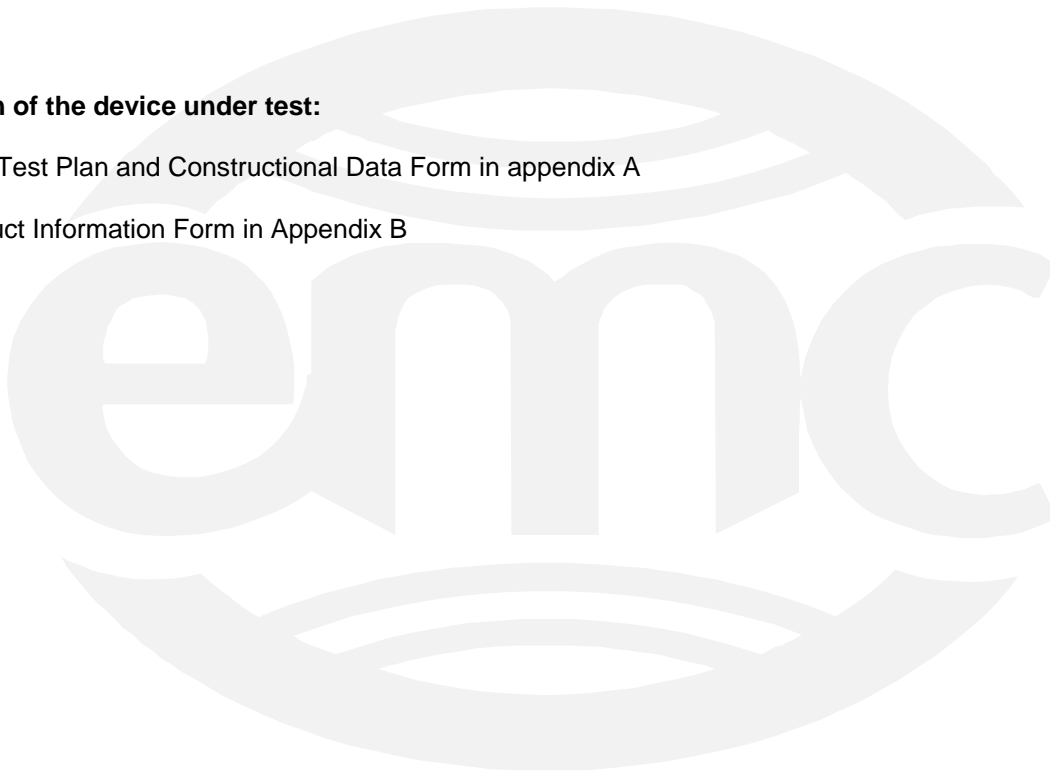 n of the device under test:
Test Plan and Constructional Data Form in appendix A
uct Information Form in Appendix B
emc